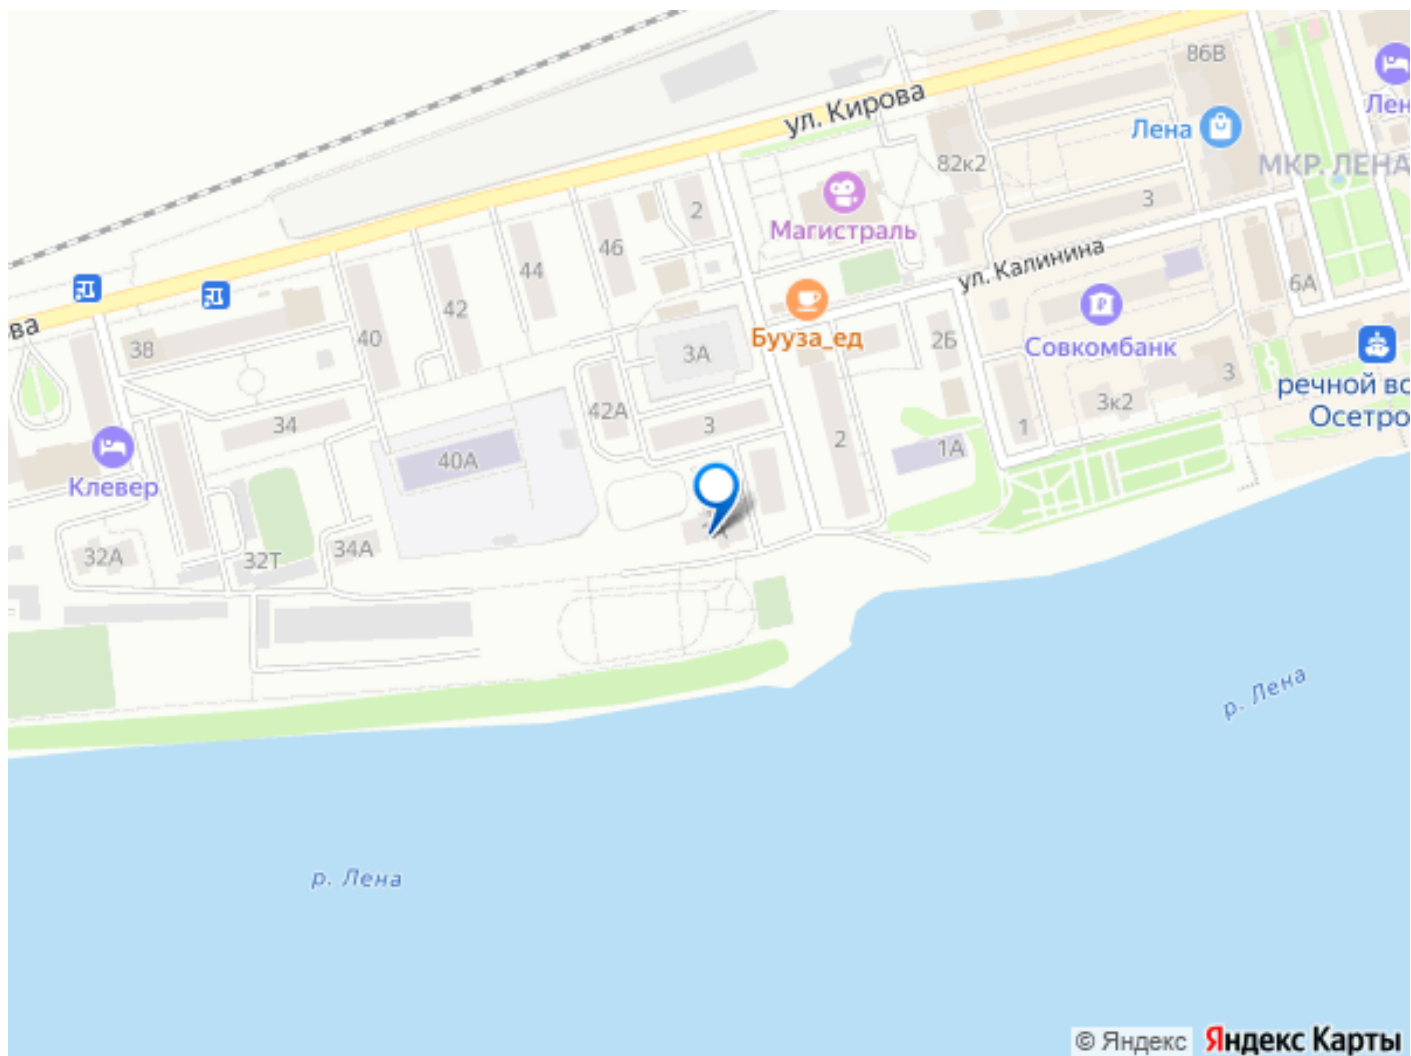 86В
ул. Кирова
Лен
Лена
82к2
МКР. ЛЕНА
3
2
Магистраль
46
44
ул. Калинина
42
6А
ва
40
38
Бууза_ед
2Б
Совкомбанк
3А
3
речной во
Осетро
3к2
42А
34
3
1
2
1А
40А
Клевер
34А
32А
32Т
р. Лена
р. Лена
© Яндекс Яндекс Карты